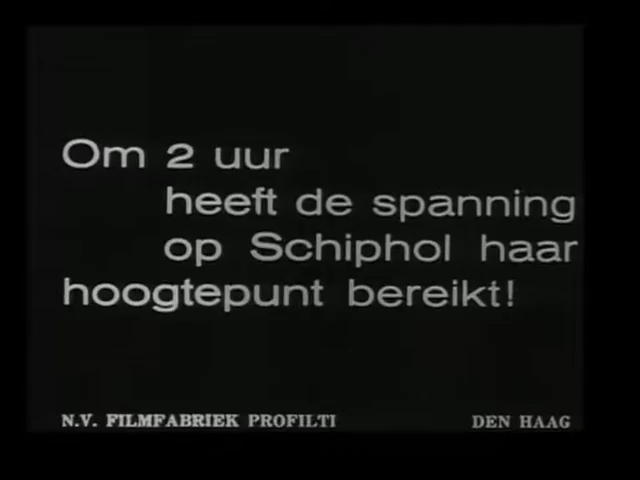 Om 2 uur
heeft de spanning
op Schiphol haar
hoogtepunt bereikt!
N.V. FILMFABRIEK PROFILTI DEN HAAG